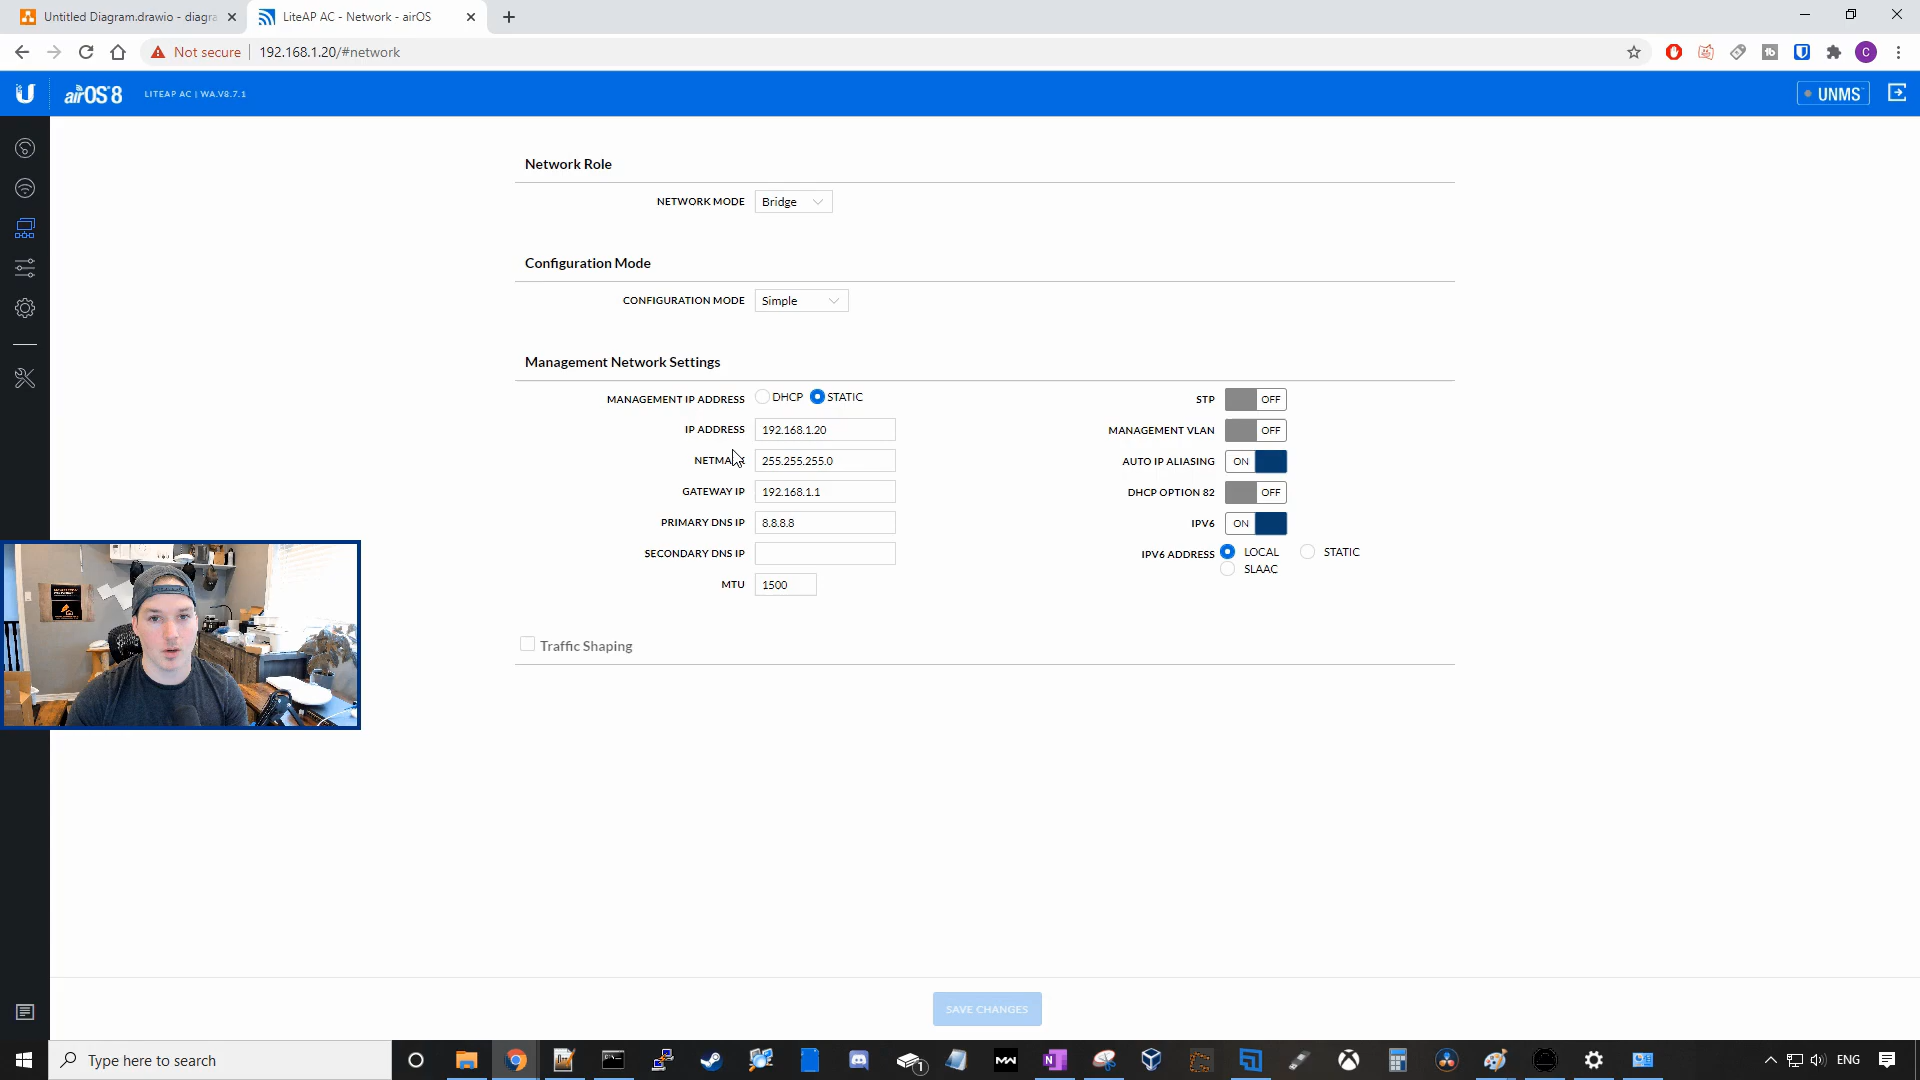 Untitled Diagram.drawio - diagra
LiteAP AC - Network - airOS
Not secure
192.168.1.20/#network
C
airOS 8
LITEAP AC | WA.V8.7.1
UNMS
Network Role
NETWORK MODE
Bridge
Configuration Mode
CONFIGURATION MODE
Simple
Management Network Settings
MANAGEMENT IP ADDRESS
DHCP
STATIC
IP ADDRESS
192.168.1.20
255.255.255.0
GATEWAY IP
192.168.1.1
PRIMARY DNS IP
8.8.8.8
SECONDARY DNS IP
MTU
1500
STP
OFF
MANAGEMENT VLAN
OFF
AUTO IP ALIASING
ON
DHCP OPTION 82
OFF
IPV6
ON
IPV6 ADDRESS
LOCAL
STATIC
SLAAC
Traffic Shaping
SAVE CHANGES
Type here to search
1
MW
N
ENG